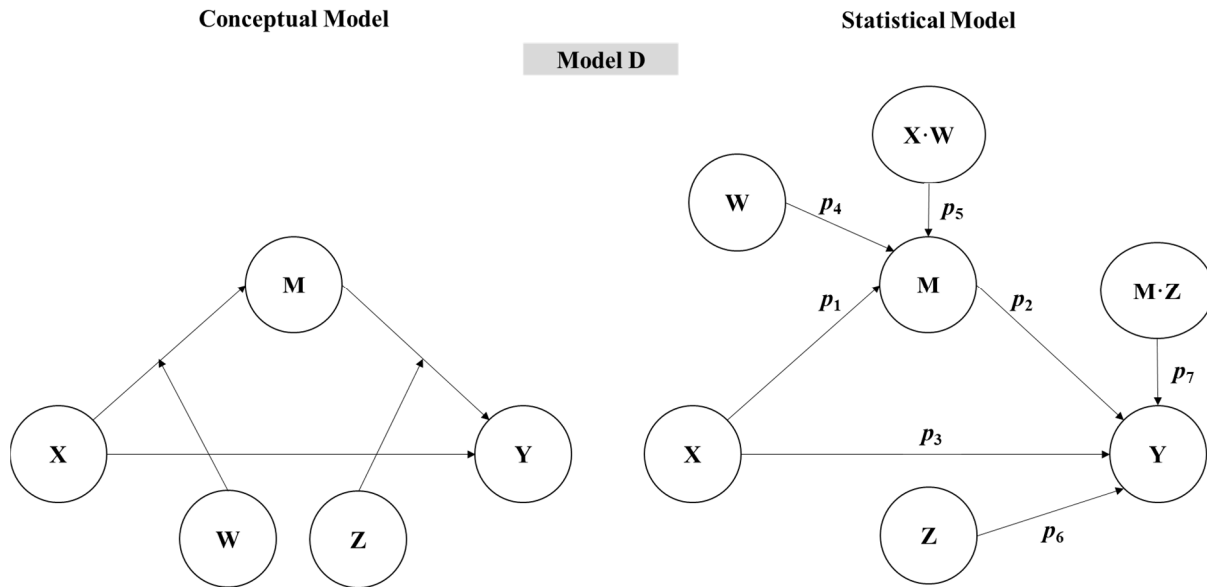 Conceptual Model
Statistical Model
Model D
M
X
Y
W
Z
X·W
W
p₄
p₅
M
M·Z
p₁
p₂
p₇
X
p₃
Y
Z
p₆